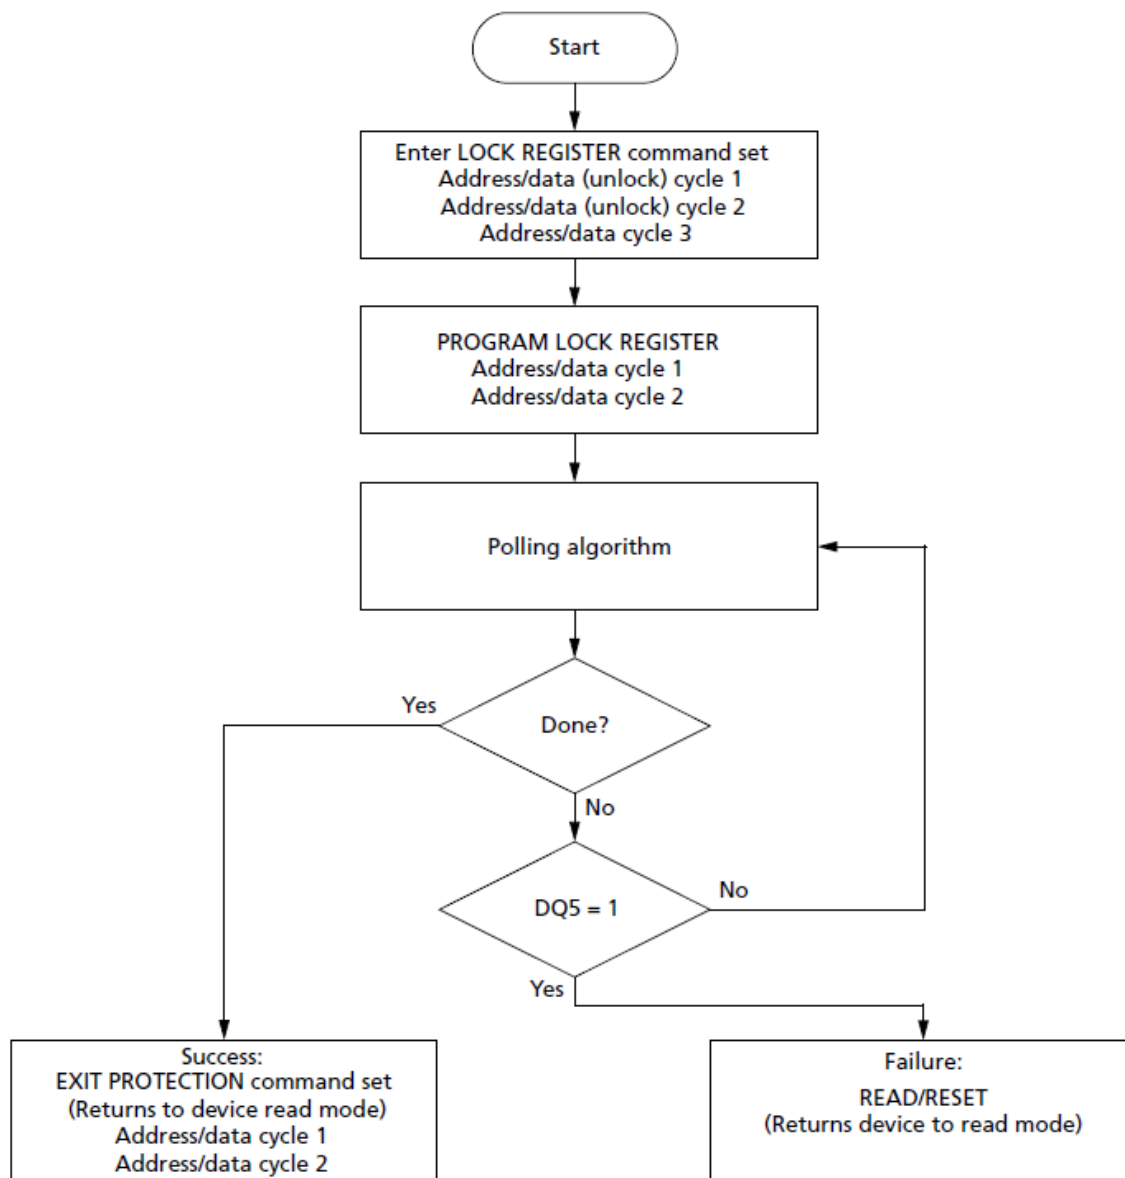 Start
Enter LOCK REGISTER command set
Address/data (unlock) cycle 1
Address/data (unlock) cycle 2
Address/data cycle 3
PROGRAM LOCK REGISTER
Address/data cycle 1
Address/data cycle 2
Polling algorithm
Yes
Done?
No
DQ5 = 1
No
Yes
Success:
EXIT PROTECTION command set
(Returns to device read mode)
Address/data cycle 1
Address/data cycle 2
Failure:
READ/RESET
(Returns device to read mode)